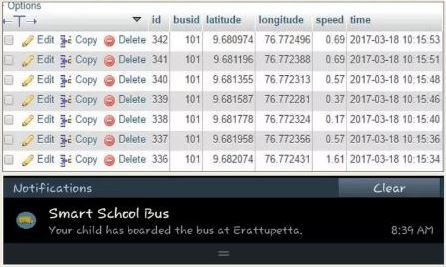 Options
id busid latitude longitude speed time
Edit Copy Delete 342 101 9.680974 76.772496 0.69 2017-03-18 10:15:53
Edit Copy Delete 341 101 9.681196 76.772388 0.69 2017-03-18 10:15:51
Edit Copy Delete 340 101 9.681355 76.772313 0.57 2017-03-18 10:15:48
Edit Copy Delete 339 101 9.681587 76.772281 0.37 2017-03-18 10:15:46
Edit Copy Delete 338 101 9.681778 76.772324 0.17 2017-03-18 10:15:40
Edit Copy Delete 337 101 9.681958 76.772356 0.57 2017-03-18 10:15:36
Edit Copy Delete 336 101 9.682074 76.772431 1.61 2017-03-18 10:15:34
Notifications Clear
Smart School Bus
Your child has boarded the bus at Erattupetta. 8:39 AM